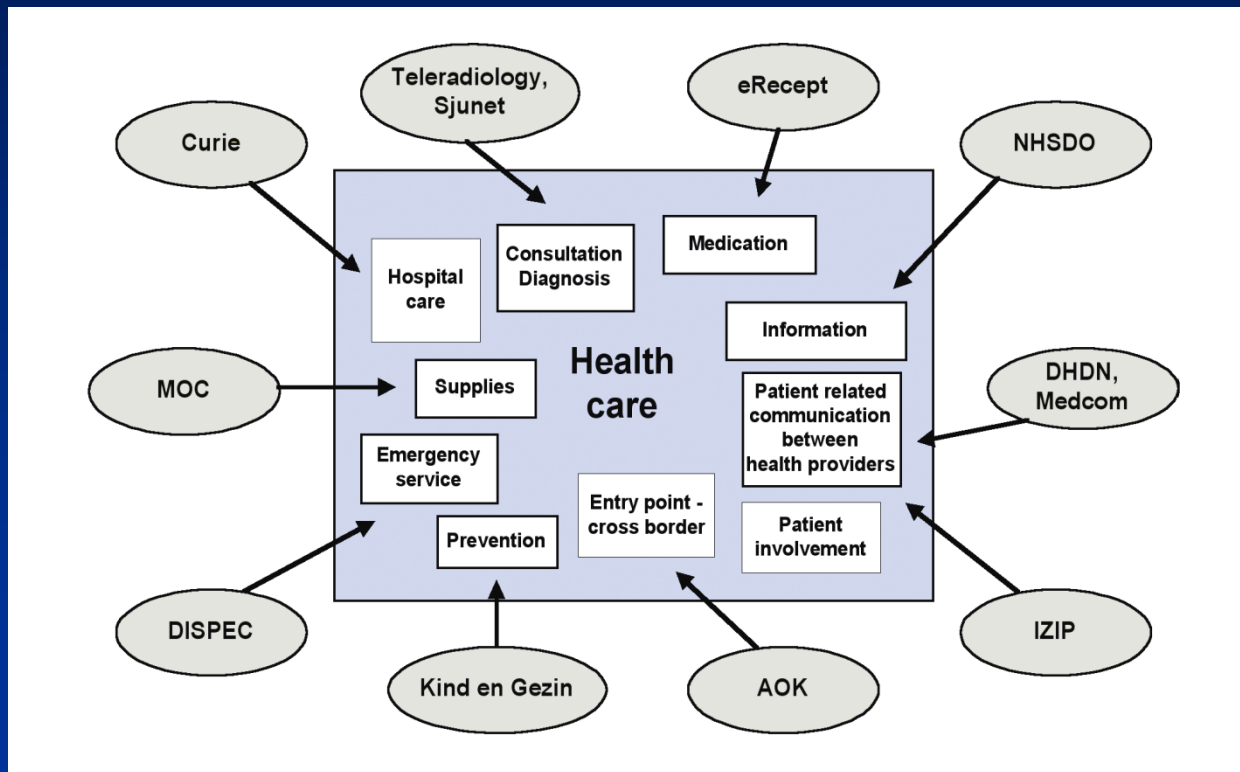 Teleradiology,
Sjunet
eRecept
Curie
NHSDO
Hospital
care
Consultation
Diagnosis
Medication
Information
Health
care
MOC
Supplies
Patient related
communication
between
health providers
DHDN,
Medcom
Emergency
service
Prevention
Entry point -
cross border
Patient
involvement
DISPEC
Kind en Gezin
AOK
IZIP